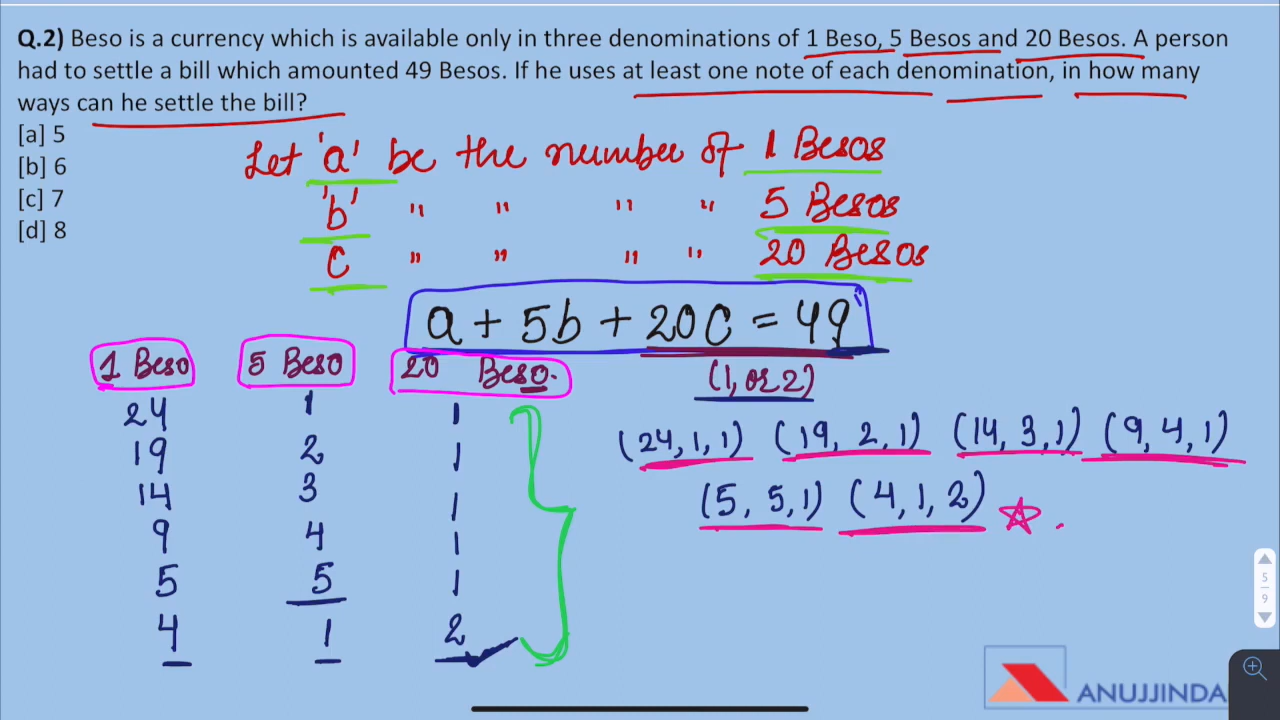 Q.2) Beso is a currency which is available only in three denominations of 1 Beso, 5 Besos and 20 Besos. A person
had to settle a bill which amounted 49 Besos. If he uses at least one note of each denomination, in how many
ways can he settle the bill?
[a] 5
[b] 6
[c] 7
[d] 8
Let 'a' be the number of 1 Besos
'b' " " " " 5 Besos
c " " " " 20 Besos
a + 5b + 20c = 49
(1, or 2)
1 Beso 5 Beso 20 Beso.
24 1 1
19 2 1
14 3 1
9 4 1
5 5 1
4 1 2
(24, 1, 1) (19, 2, 1) (14, 3, 1) (9, 4, 1)
(5, 5, 1) (4, 1, 2)
5
9
ANUJJINDA